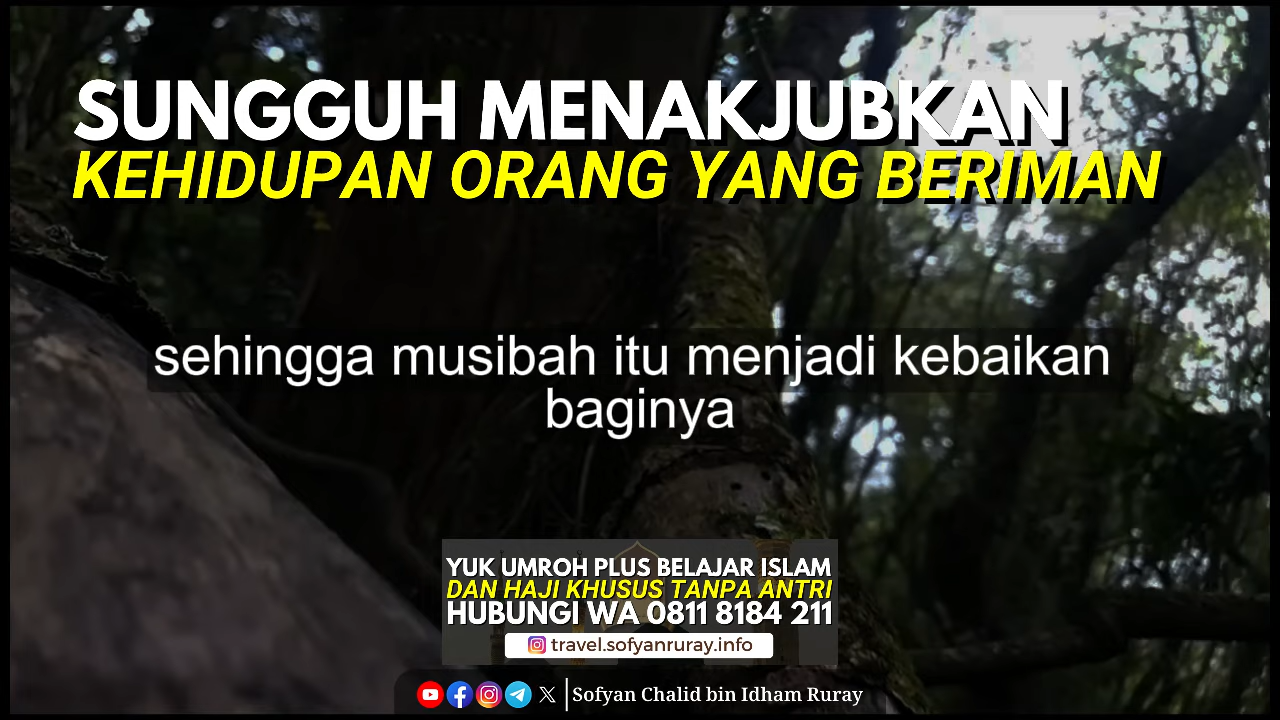 SUNGGUH MENAKJUBKAN
KEHIDUPAN ORANG YANG BERIMAN
sehingga musibah itu menjadi kebaikan
baginya
YUK UMROH PLUS BELAJAR ISLAM
DAN HAJI KHUSUS TANPA ANTRI
HUBUNGI WA 0811 8184 211
travel.sofyanruray.info
Sofyan Chalid bin Idham Ruray